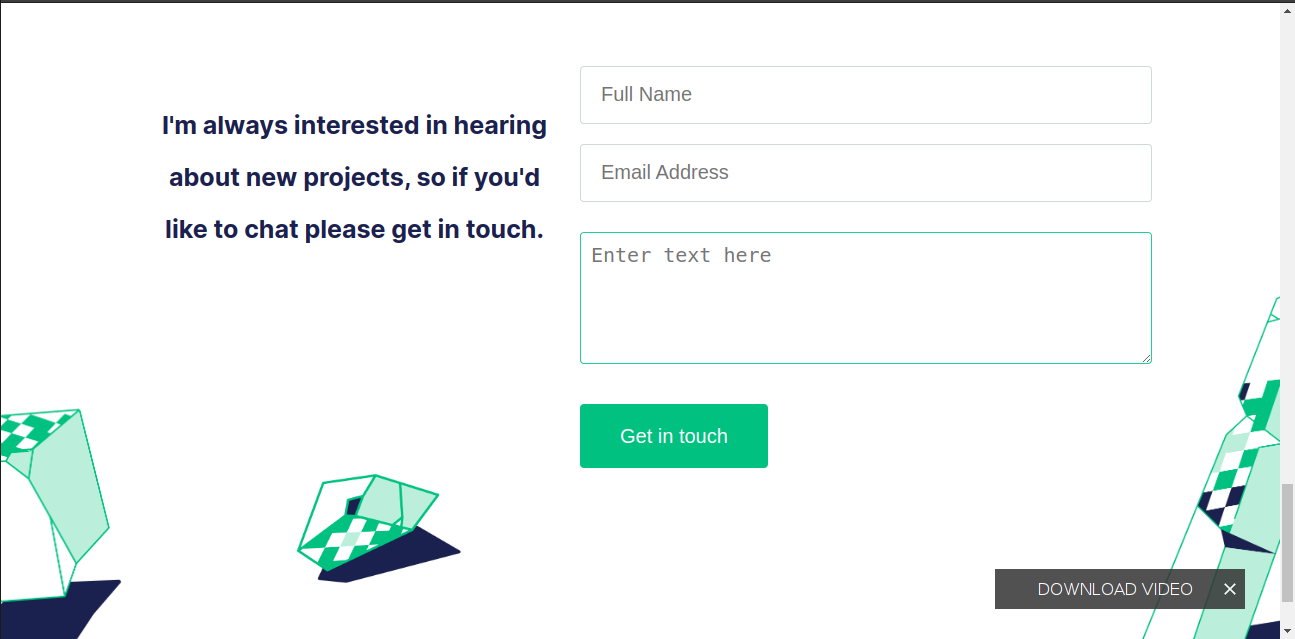 I'm always interested in hearing
about new projects, so if you'd
like to chat please get in touch.
Full Name
Email Address
Enter text here
Get in touch
DOWNLOAD VIDEO